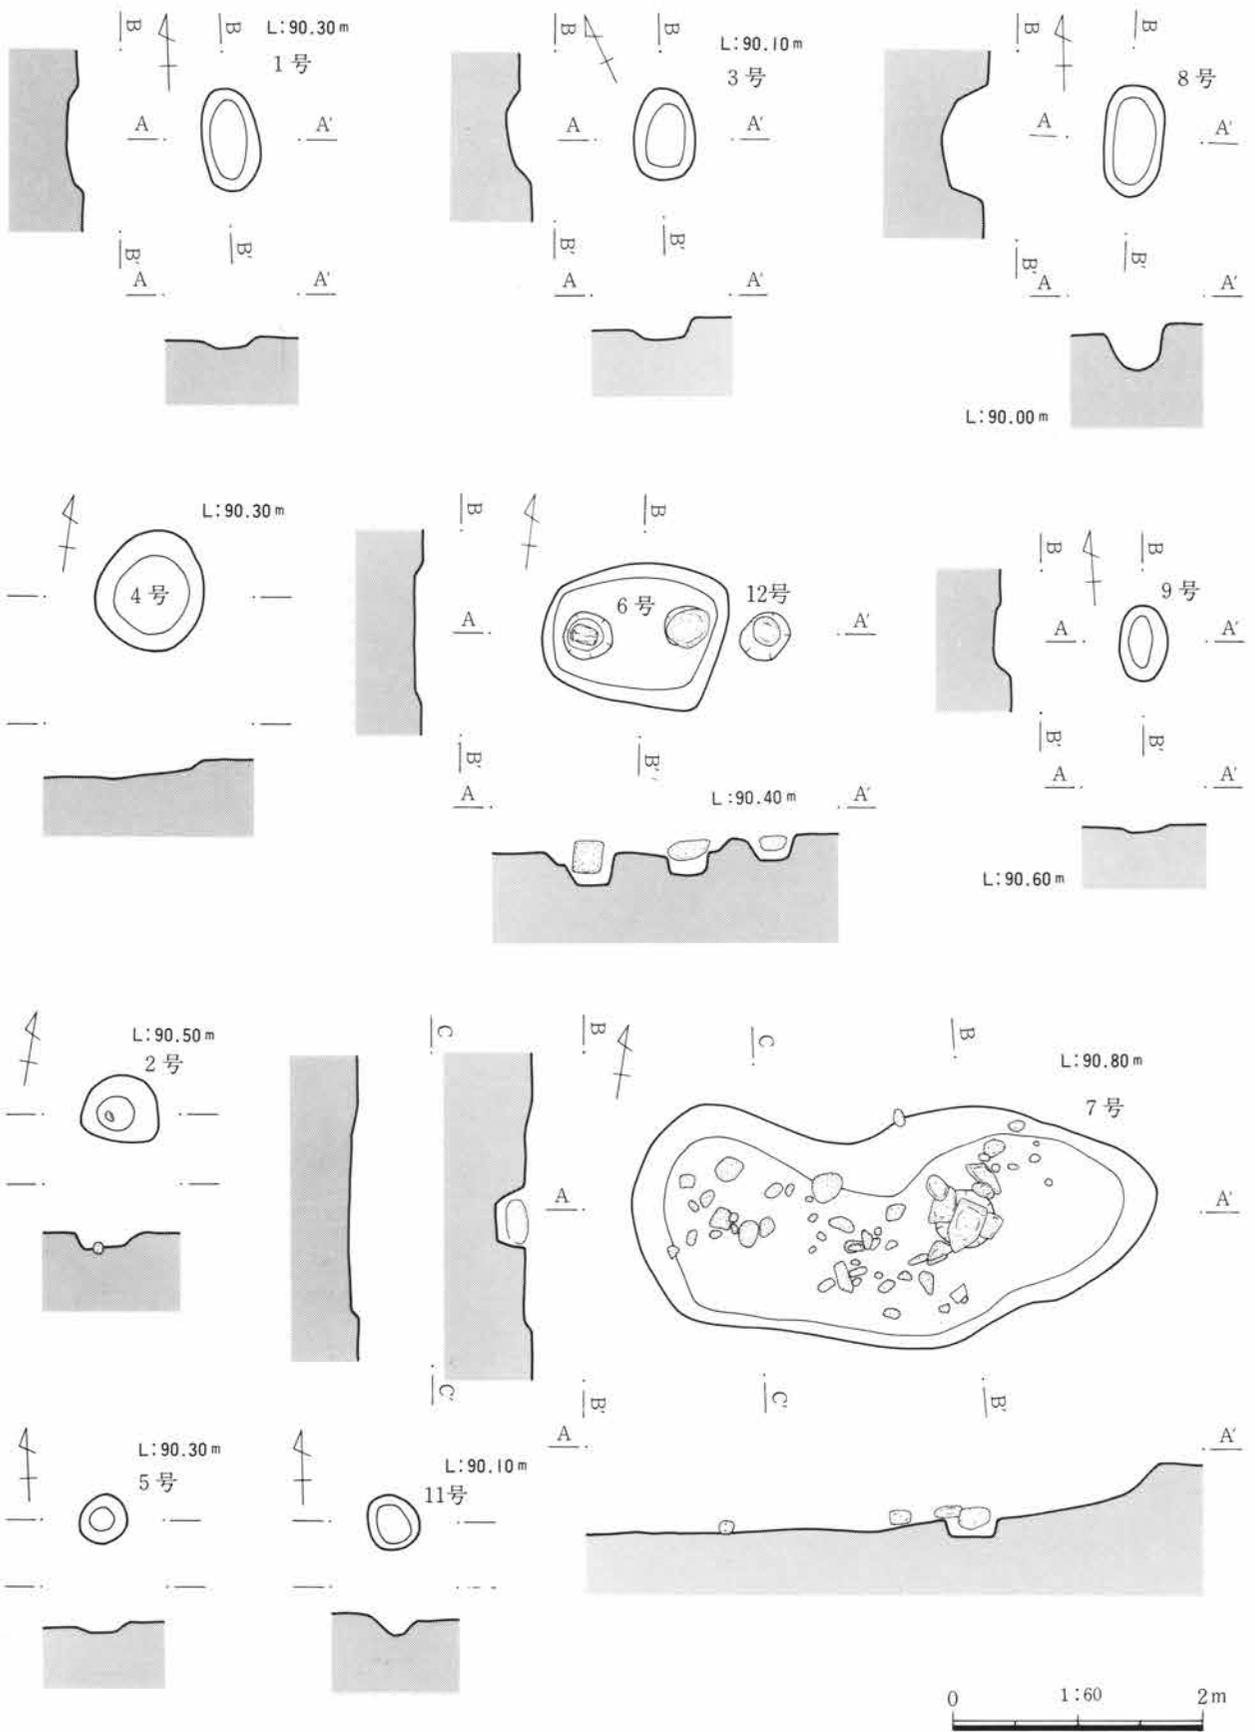 B B L:90.30m
1号
A A'
B' B'
A A'
B B L:90.10m
3号
A A'
B' B'
A A'
B B
8号
A A'
B' B'
A A'
L:90.00m
L:90.30m
4号
B B
6号 12号
A A'
B' B'
A L:90.40m A'
B B
9号
A A'
B' B'
A A'
L:90.60m
L:90.50m
2号
C B C B L:90.80m
7号
A A'
C' B' C' B'
A A'
L:90.30m
5号
L:90.10m
11号
0 1:60 2m